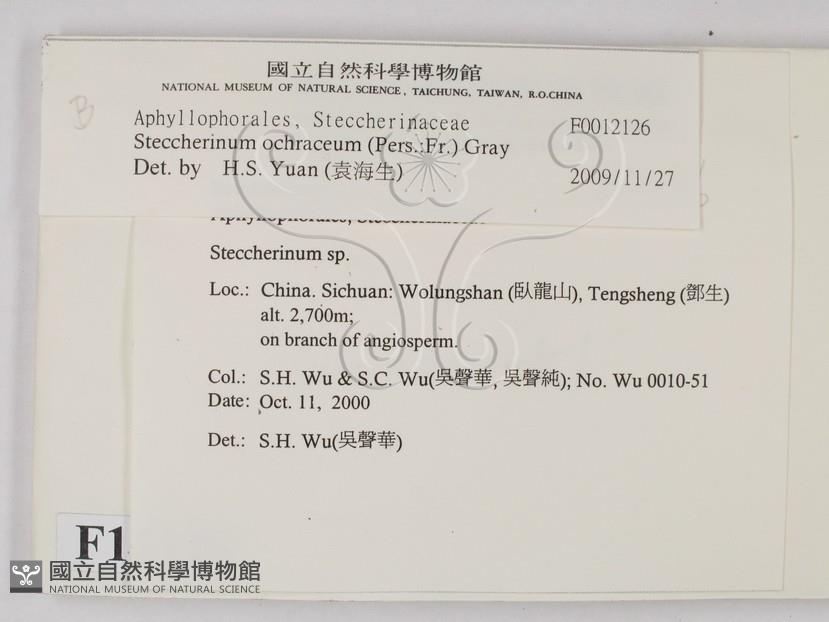 國立自然科學博物館
NATIONAL MUSEUM OF NATURAL SCIENCE, TAICHUNG, TAIWAN, R.O.CHINA
B
Aphyllophorales, Steccherinaceae F0012126
Steccherinum ochraceum (Pers.:Fr.) Gray
Det. by H.S. Yuan (袁海生) 2009/11/27
Steccherinum sp.
Loc.: China. Sichuan: Wolungshan (臥龍山), Tengsheng (鄧生)
alt. 2,700m;
on branch of angiosperm.
Col.: S.H. Wu & S.C. Wu(吳聲華, 吳聲純); No. Wu 0010-51
Date: Oct. 11, 2000
Det.: S.H. Wu(吳聲華)
F1
國立自然科學博物館
NATIONAL MUSEUM OF NATURAL SCIENCE